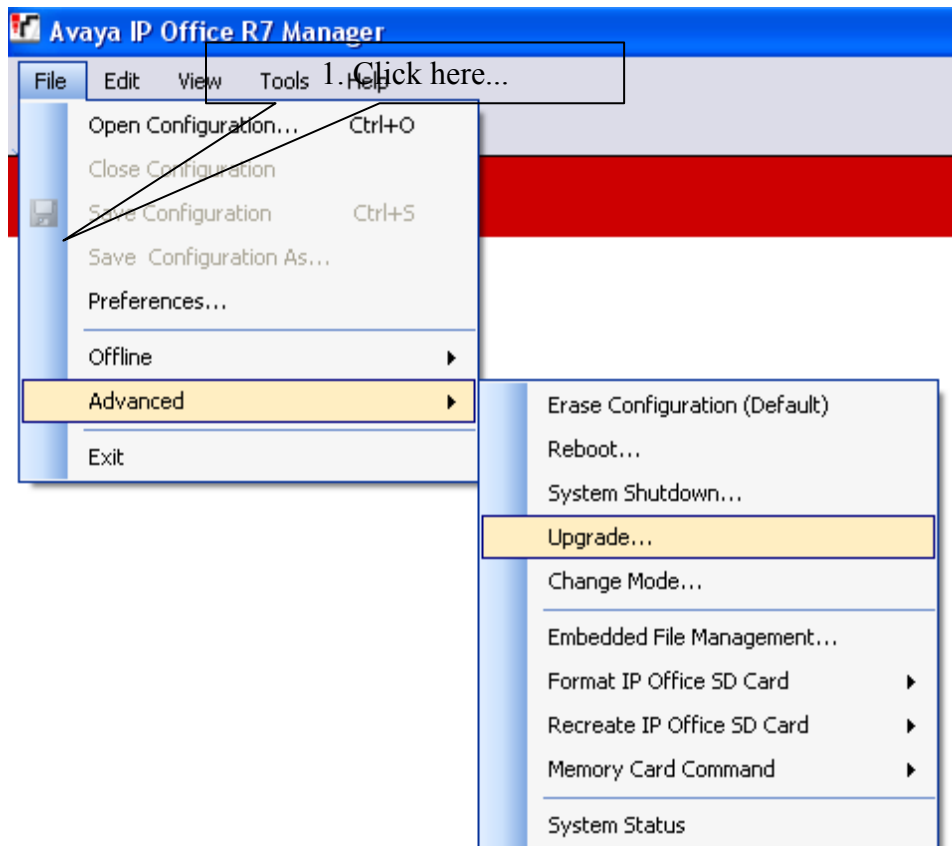 Avaya IP Office R7 Manager
1. Click here...
File Edit View Tools Help
Open Configuration... Ctrl+O
Close Configuration
Save Configuration Ctrl+S
Save Configuration As...
Preferences...
Offline
Advanced
Exit
Erase Configuration (Default)
Reboot...
System Shutdown...
Upgrade...
Change Mode...
Embedded File Management...
Format IP Office SD Card
Recreate IP Office SD Card
Memory Card Command
System Status